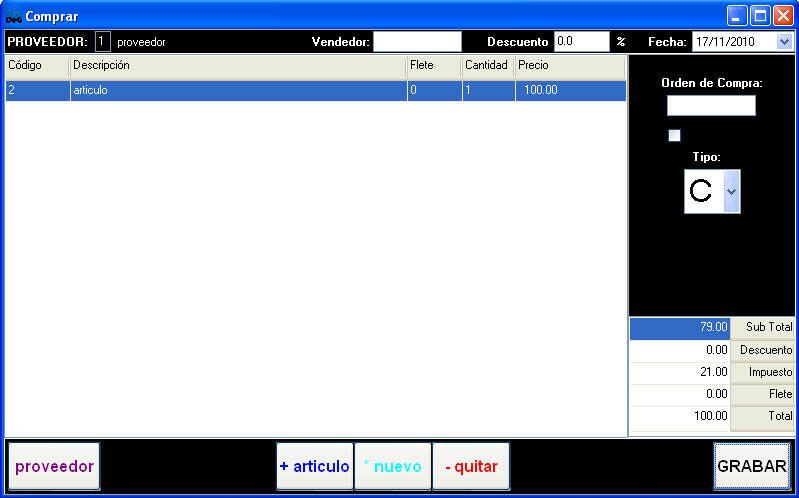 Comprar
PROVEEDOR: 1 proveedor Vendedor: Descuento 0.0 % Fecha: 17/11/2010
Código Descripción Flete Cantidad Precio
2 articulo 0 1 100.00
Orden de Compra:
Tipo:
C
79.00 Sub Total
0.00 Descuento
21.00 Impuesto
0.00 Flete
100.00 Total
proveedor + articulo * nuevo - quitar GRABAR